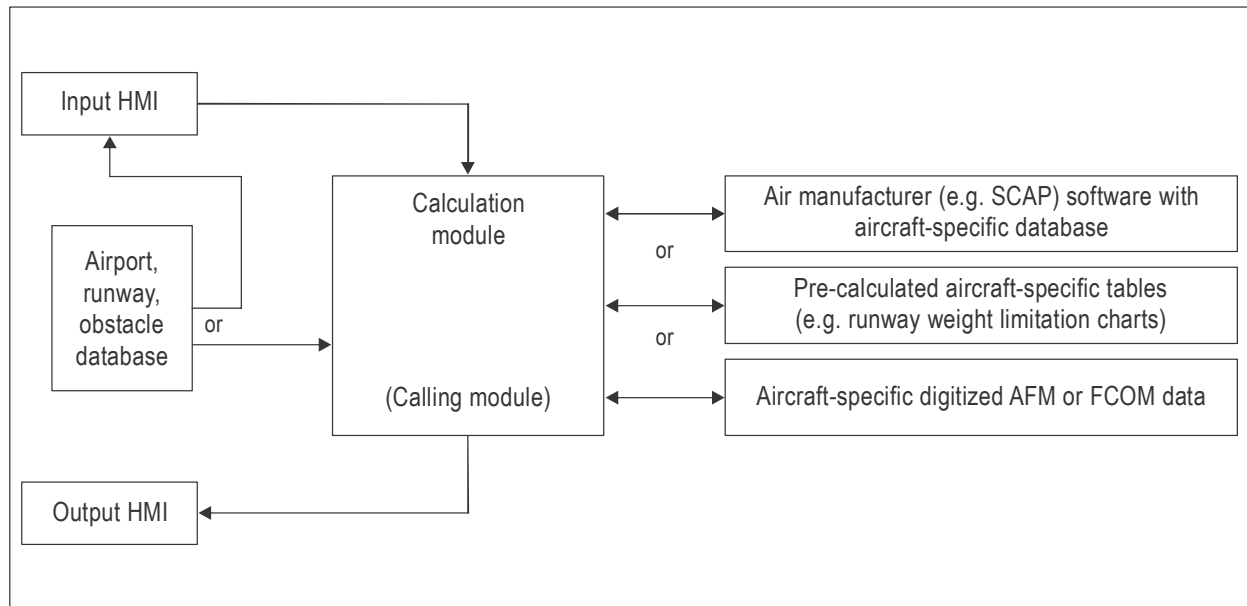 Input HMI
Airport,
runway,
obstacle
database
or
Calculation
module
(Calling module)
Air manufacturer (e.g. SCAP) software with
aircraft-specific database
or
Pre-calculated aircraft-specific tables
(e.g. runway weight limitation charts)
or
Aircraft-specific digitized AFM or FCOM data
Output HMI